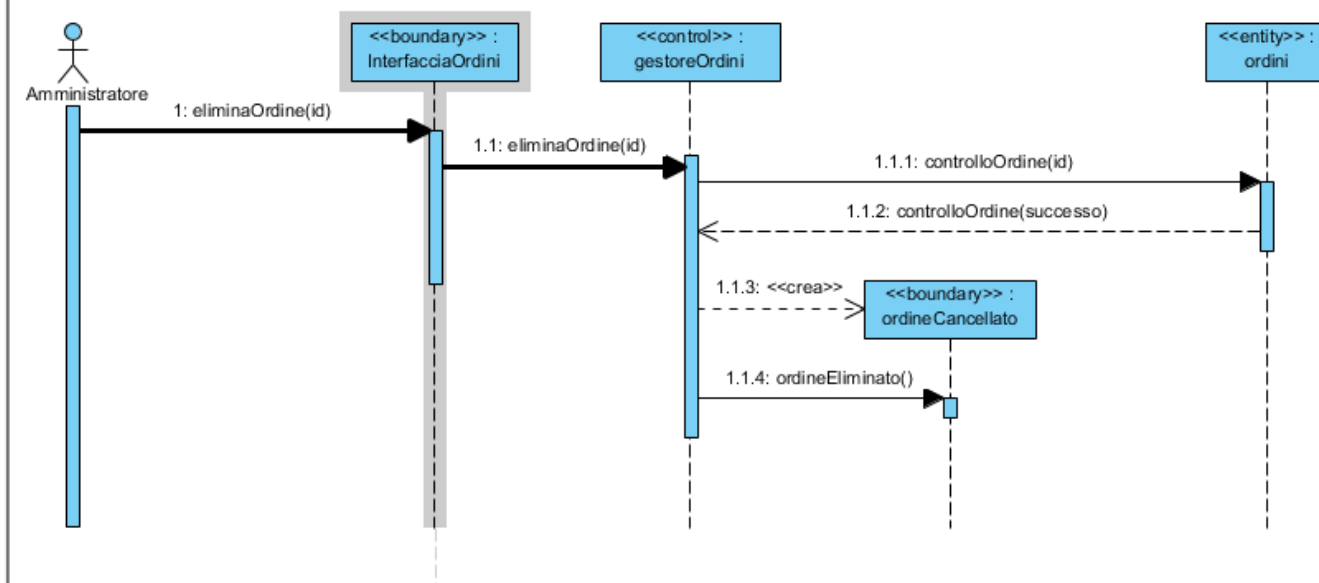 <<boundary>> :
InterfacciaOrdini
<<control>> :
gestoreOrdini
<<entity>> :
ordini
Amministratore
1: eliminaOrdine(id)
1.1: eliminaOrdine(id)
1.1.1: controlloOrdine(id)
1.1.2: controlloOrdine(successo)
1.1.3: <<crea>>
<<boundary>> :
ordineCancellato
1.1.4: ordineEliminato()